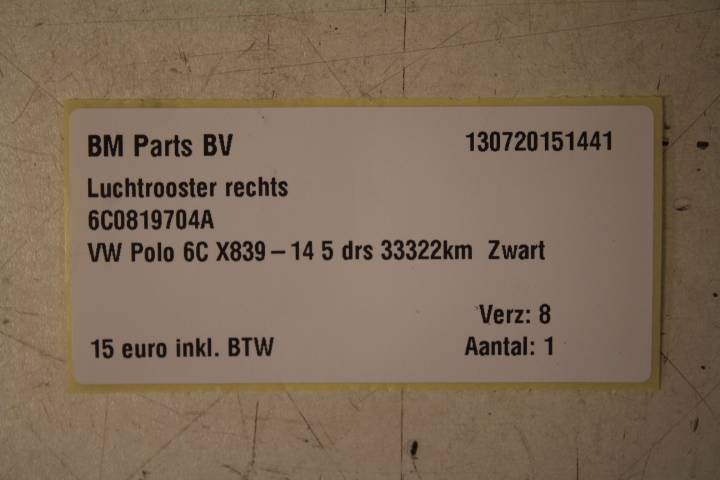 BM Parts BV 130720151441
Luchtrooster rechts
6C0819704A
VW Polo 6C X839-14 5 drs 33322km Zwart
Verz: 8
15 euro inkl. BTW Aantal: 1